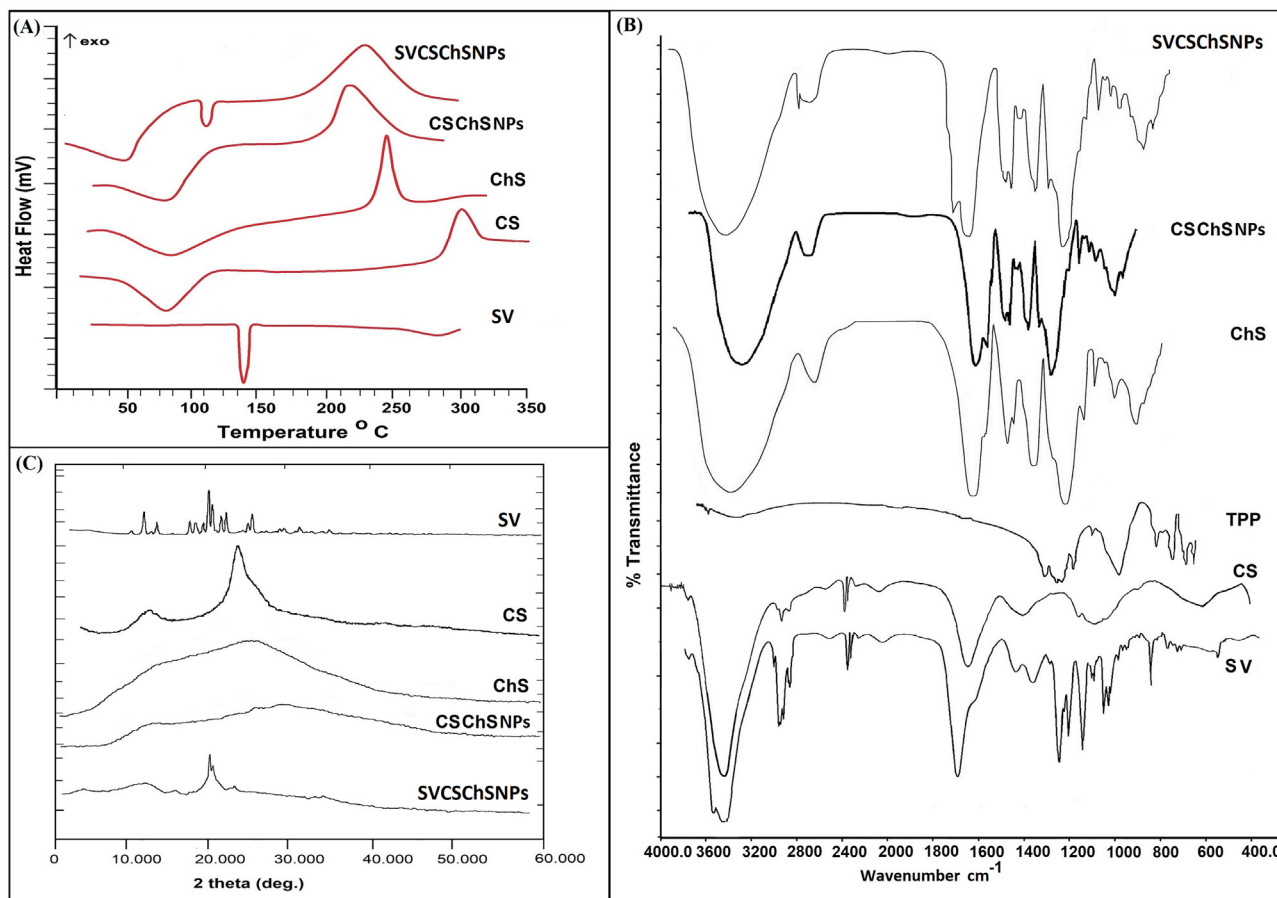 (A)
↑ exo
SVCSChSNPs
CSChSNPs
ChS
CS
SV
Heat Flow (mV)
50 100 150 200 250 300 350
Temperature ° C
(B)
SVCSChSNPs
CSChSNPs
ChS
TPP
CS
SV
% Transmittance
4000.0 3600 2800 2400 1600 1400 1200 1000 800 600 400.0
Wavenumber cm⁻¹
(C)
SV
CS
ChS
CSChSNPs
SVCSChSNPs
0 10.000 20.000 30.000 40.000 50.000 60.000
2 theta (deg.)